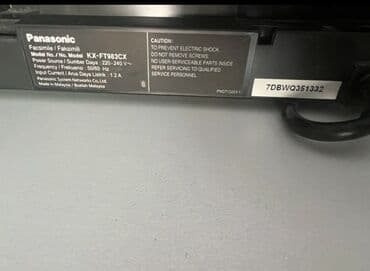 Panasonic
Facsimile / Faksimili
Model No./No. Model KX-FT983CX
Power Source / Sumber Daya : 220-240 V~
Frequency / Frekuensi : 50/60 Hz
Input Current / Arus Daya Listrik : 1.2 A
Panasonic System Networks Co., Ltd.
Made in Malaysia / Buatan Malaysia
CAUTION:
TO PREVENT ELECTRIC SHOCK,
DO NOT REMOVE SCREWS.
NO USER-SERVICEABLE PARTS INSIDE
REFER SERVICING TO QUALIFIED
SERVICE PERSONNEL.
7DBWQ351332